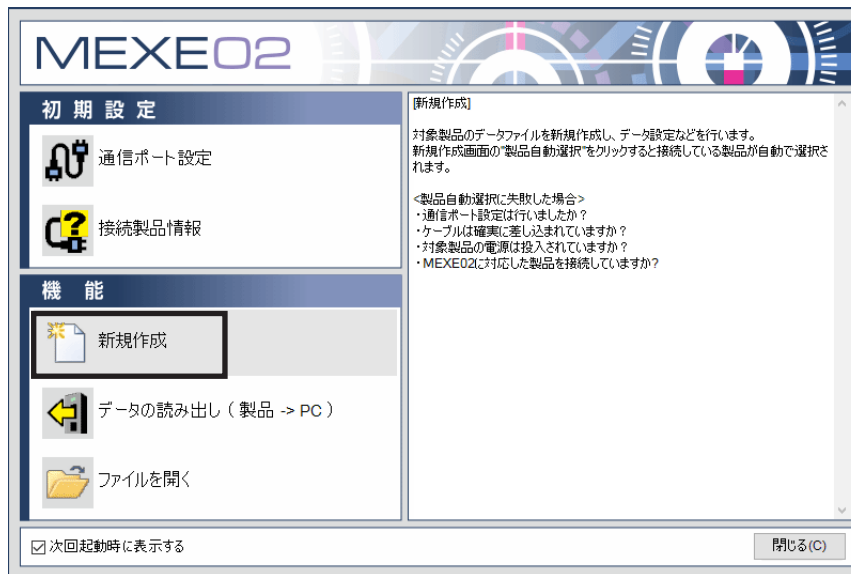 MEXE02
初期設定
通信ポート設定
接続製品情報
機能
新規作成
データの読み出し（製品 -> PC）
ファイルを開く
[新規作成]
対象製品のデータファイルを新規作成し、データ設定などを行います。
新規作成画面の"製品自動選択"をクリックすると接続している製品が自動で選択さ
れます。
<製品自動選択に失敗した場合>
・通信ポート設定は行いましたか？
・ケーブルは確実に差し込まれていますか？
・対象製品の電源は投入されていますか？
・MEXE02に対応した製品を接続していますか?
次回起動時に表示する
閉じる(C)